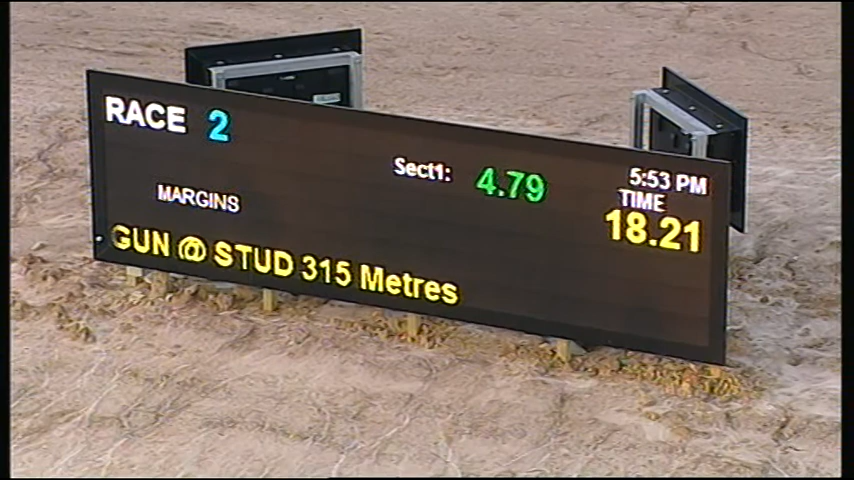 RACE 2
Sect1: 4.79
5:53 PM
MARGINS
TIME
18.21
GUN @ STUD 315 Metres